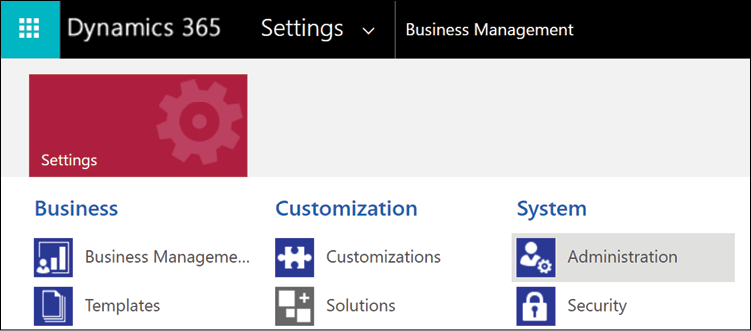 Dynamics 365 Settings Business Management
Settings
Business Customization System
Business Manageme... Customizations Administration
Templates Solutions Security